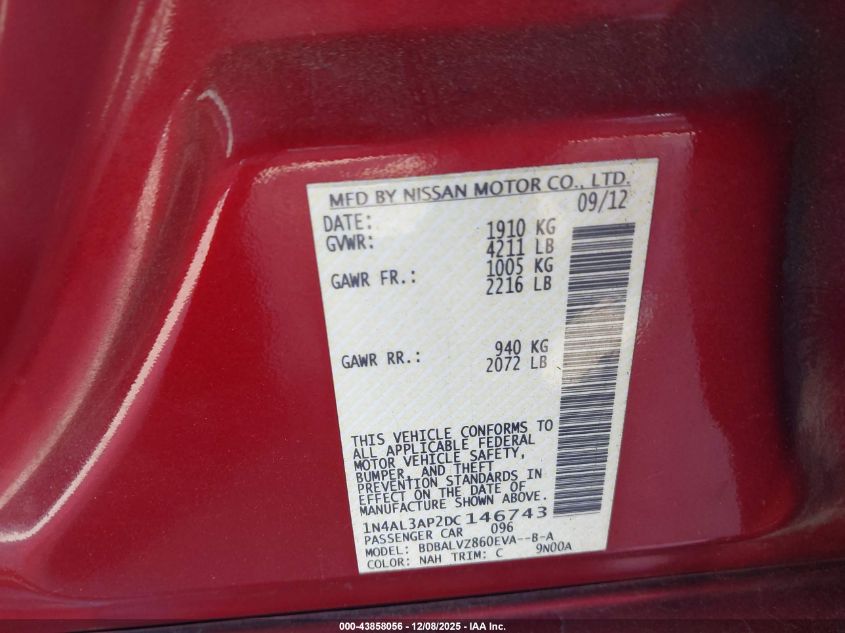 MFD BY NISSAN MOTOR CO., LTD.
DATE: 09/12
GVWR: 1910 KG
4211 LB
GAWR FR.: 1005 KG
2216 LB
GAWR RR.: 940 KG
2072 LB
THIS VEHICLE CONFORMS TO
ALL APPLICABLE FEDERAL
MOTOR VEHICLE SAFETY,
BUMPER, AND THEFT
PREVENTION STANDARDS IN
EFFECT ON THE DATE OF
MANUFACTURE SHOWN ABOVE.
1N4AL3AP2DC146743
PASSENGER CAR 096
MODEL: BDBALVZ860EVA--B-A
COLOR: NAH TRIM: C 9N00A
000-43858056 - 12/08/2025 - IAA Inc.